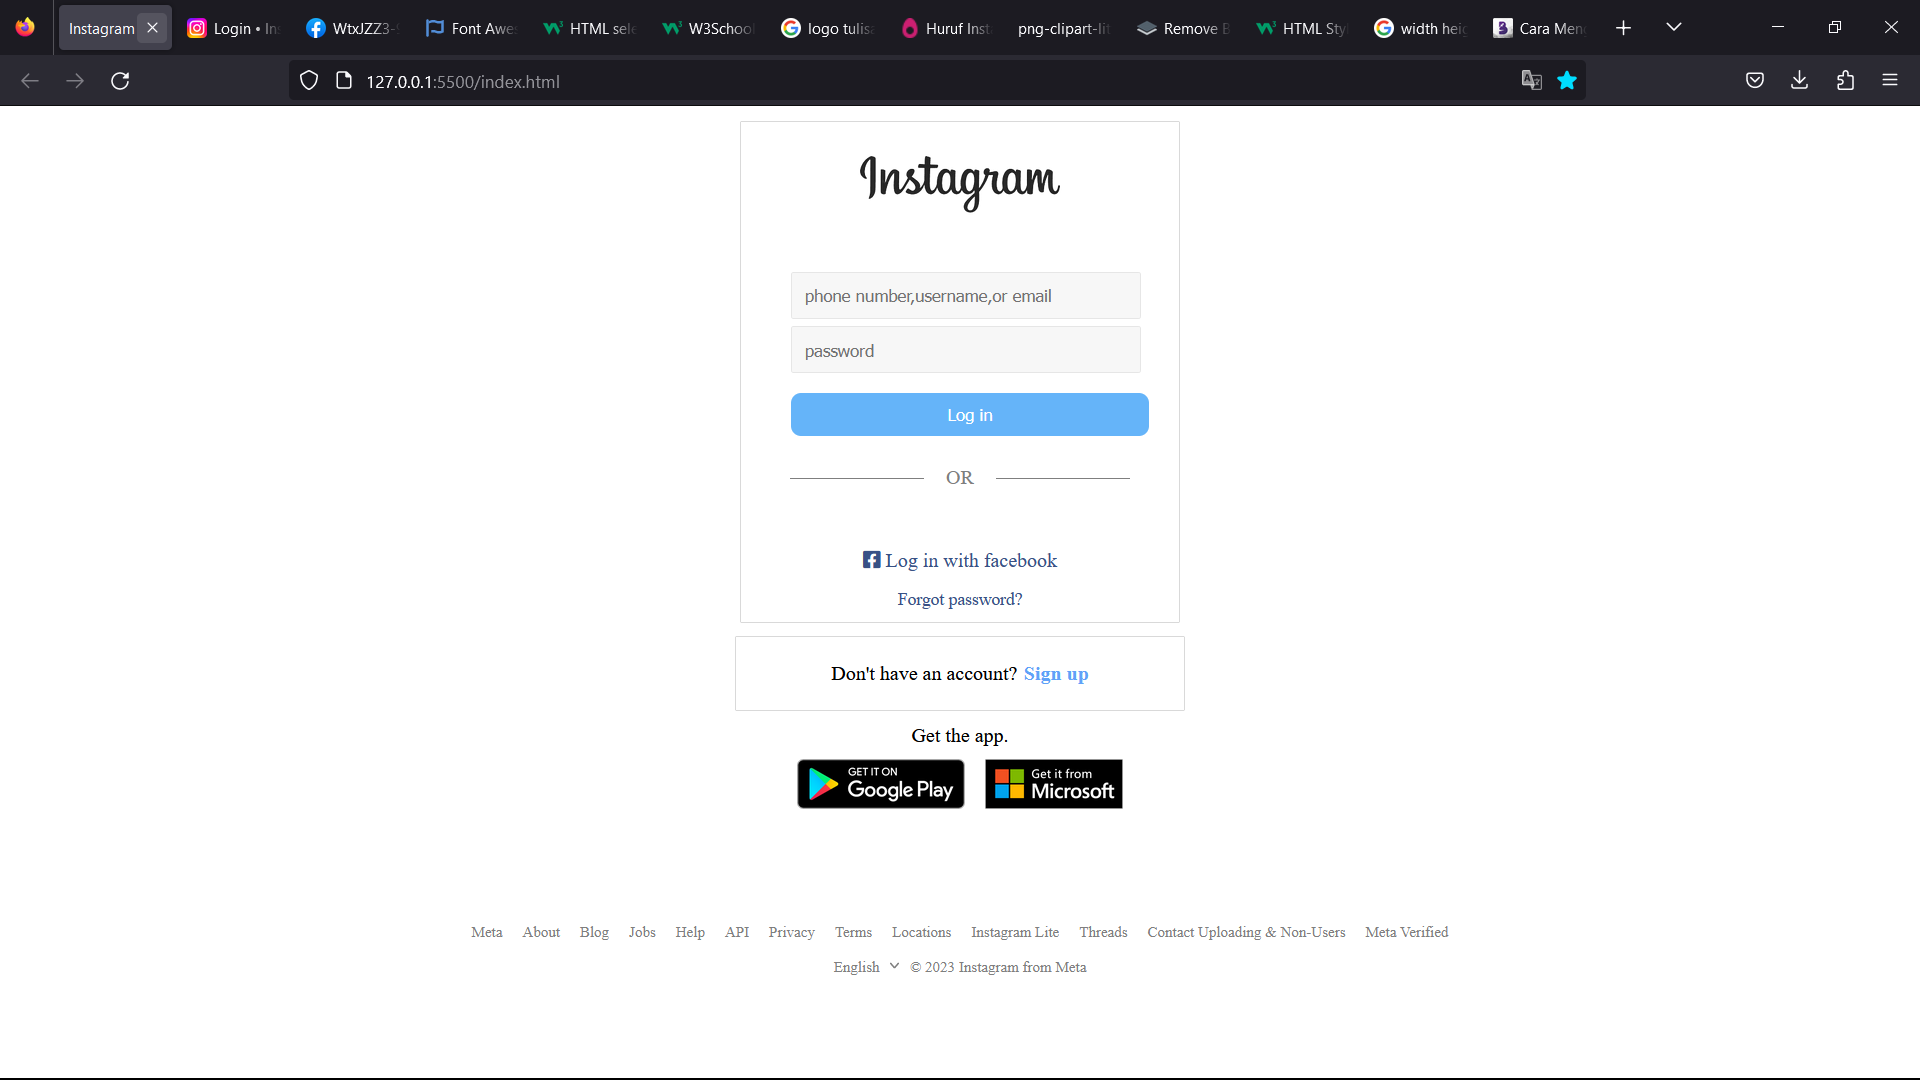 Instagram
Login • In
WtxJZZ3-
Font Awe
HTML sele
W3School
logo tulisa
Huruf Inst
png-clipart-lit
Remove B
HTML Sty
width hei
Cara Men
127.0.0.1:5500/index.html
Instagram
phone number,username,or email
password
Log in
OR
Log in with facebook
Forgot password?
Don't have an account? Sign up
Get the app.
GET IT ON
Google Play
Get it from
Microsoft
Meta About Blog Jobs Help API Privacy Terms Locations Instagram Lite Threads Contact Uploading & Non-Users Meta Verified
English © 2023 Instagram from Meta